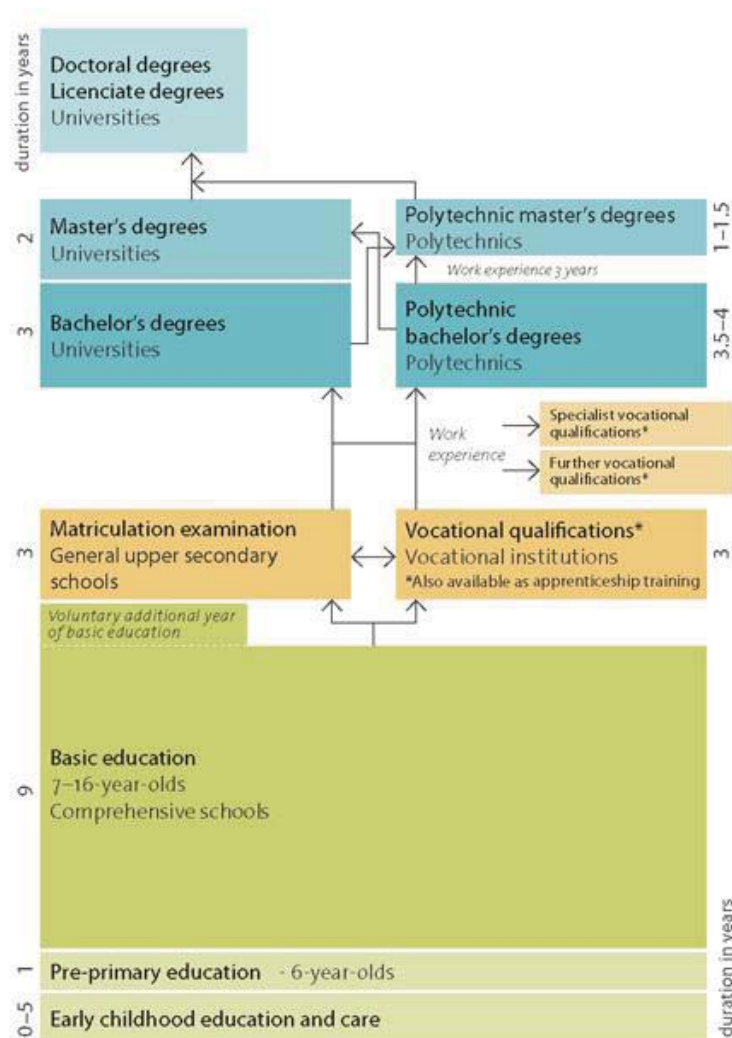 duration in years
Doctoral degrees
Licenciate degrees
Universities
2
Master's degrees
Universities
Polytechnic master's degrees
Polytechnics
1–1.5
Work experience 3 years
3
Bachelor's degrees
Universities
Polytechnic
bachelor's degrees
Polytechnics
3.5–4
Work
experience
Specialist vocational
qualifications*
Further vocational
qualifications*
3
Matriculation examination
General upper secondary
schools
Vocational qualifications*
Vocational institutions
*Also available as apprenticeship training
3
Voluntary additional year
of basic education
9
Basic education
7–16-year-olds
Comprehensive schools
1
Pre-primary education - 6-year-olds
0–5
Early childhood education and care
duration in years